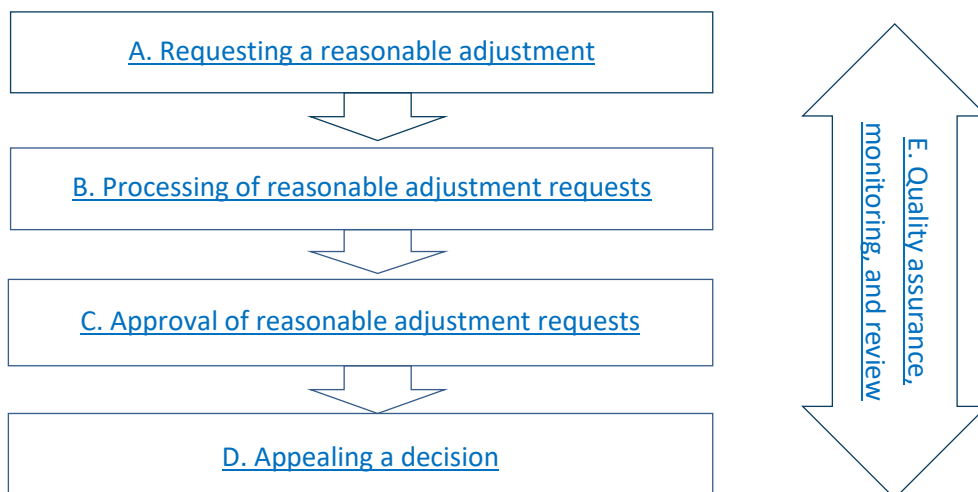 A. Requesting a reasonable adjustment
B. Processing of reasonable adjustment requests
C. Approval of reasonable adjustment requests
D. Appealing a decision
E. Quality assurance,
monitoring, and review